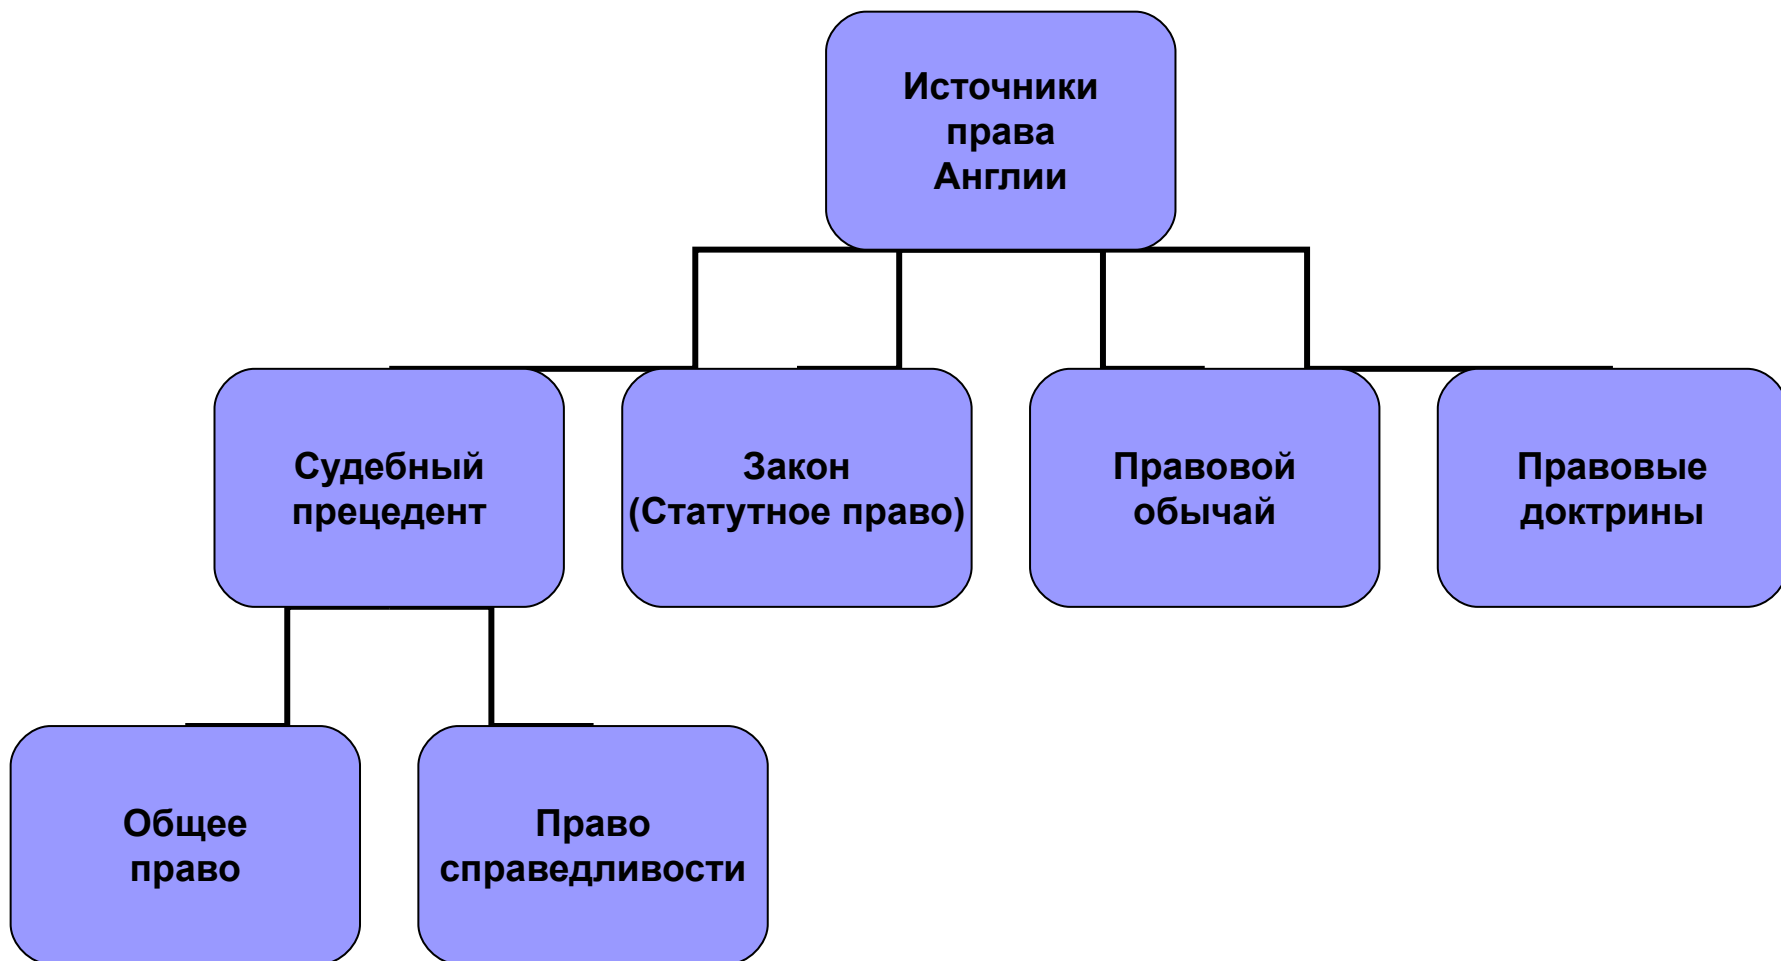 Источники
права
Англии
Судебный
прецедент
Закон
(Статутное право)
Правовой
обычай
Правовые
доктрины
Общее
право
Право
справедливости